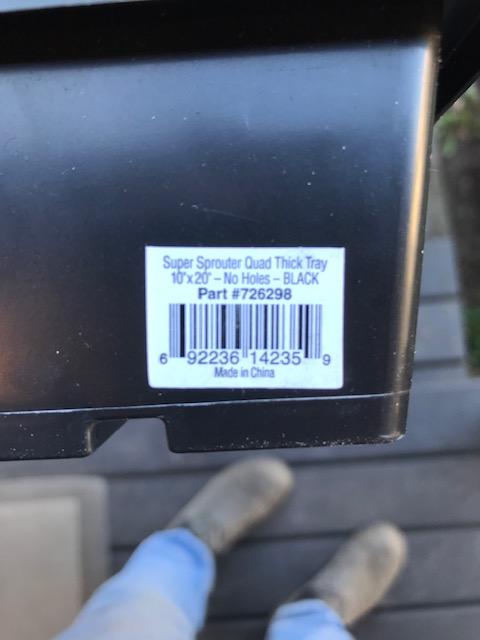 Super Sprouter Quad Thick Tray
10"x20" – No Holes – BLACK
Part #726298
6 92236 14235 9
Made in China